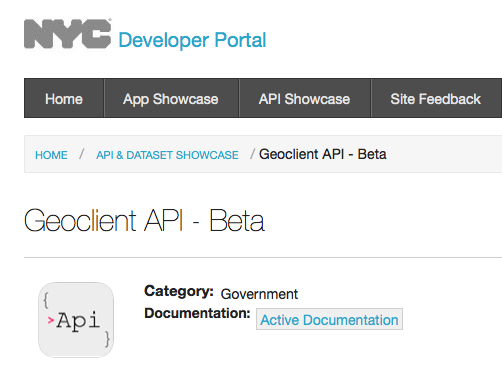 NYC Developer Portal
Home App Showcase API Showcase Site Feedback
HOME / API & DATASET SHOWCASE / Geoclient API - Beta
Geoclient API - Beta
{
>Api
}
Category: Government
Documentation: Active Documentation